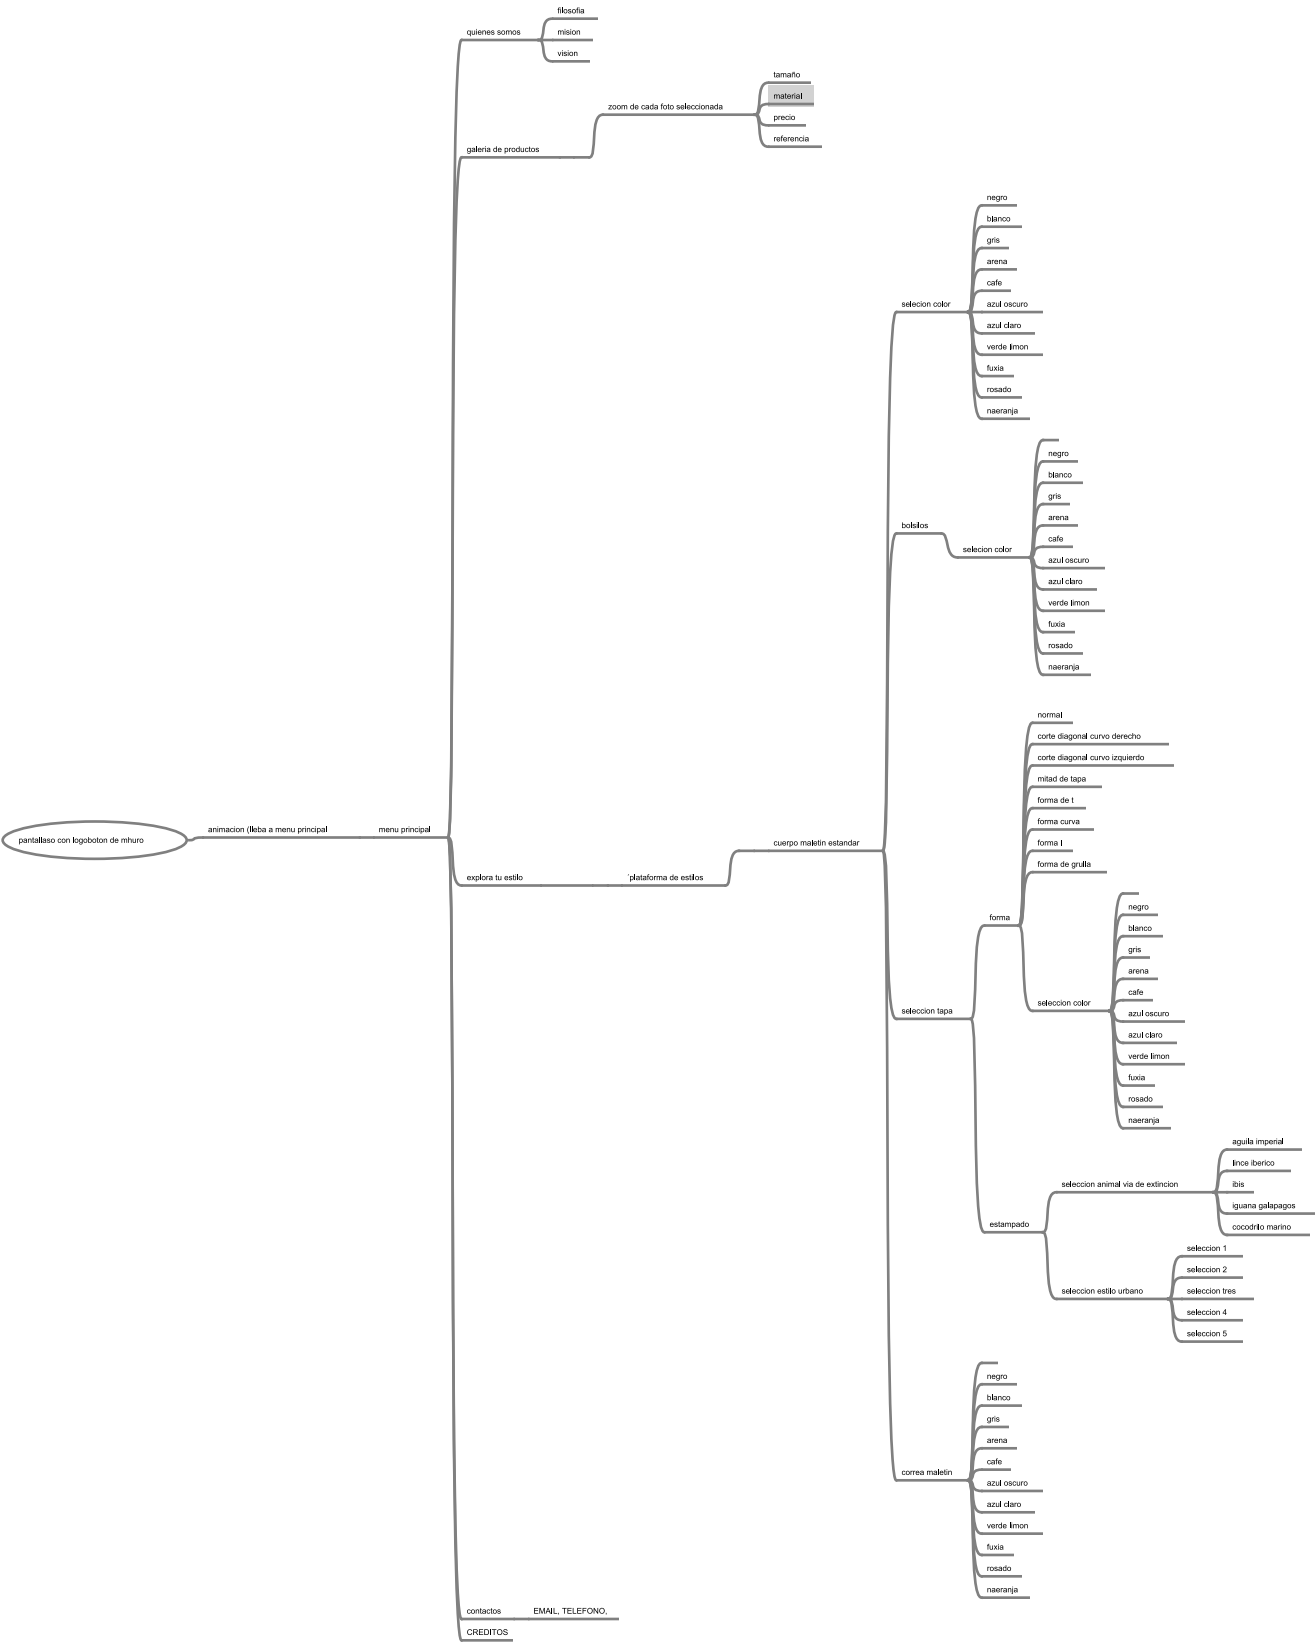 filosofia
quienes somos
mision
vision
tamaño
material
zoom de cada foto seleccionada
precio
referencia
galeria de productos
negro
blanco
gris
arena
cafe
selecion color
azul oscuro
azul claro
verde limon
fuxia
rosado
naeranja
negro
blanco
gris
arena
bolsilos
cafe
selecion color
azul oscuro
azul claro
verde limon
fuxia
rosado
naeranja
normal
corte diagonal curvo derecho
corte diagonal curvo izquierdo
mitad de tapa
forma de t
forma curva
forma l
forma de grulla
pantallaso con logoboton de mhuro
animacion (lleba a menu principal
menu principal
cuerpo maletin estandar
explora tu estilo
´plataforma de estilos
forma
negro
blanco
gris
arena
cafe
seleccion color
azul oscuro
azul claro
verde limon
fuxia
rosado
naeranja
seleccion tapa
aguila imperial
lince iberico
seleccion animal via de extincion
ibis
iguana galapagos
cocodrilo marino
estampado
seleccion 1
seleccion 2
seleccion estilo urbano
seleccion tres
seleccion 4
seleccion 5
negro
blanco
gris
arena
cafe
correa maletin
azul oscuro
azul claro
verde limon
fuxia
rosado
naeranja
contactos
EMAIL, TELEFONO,
CREDITOS